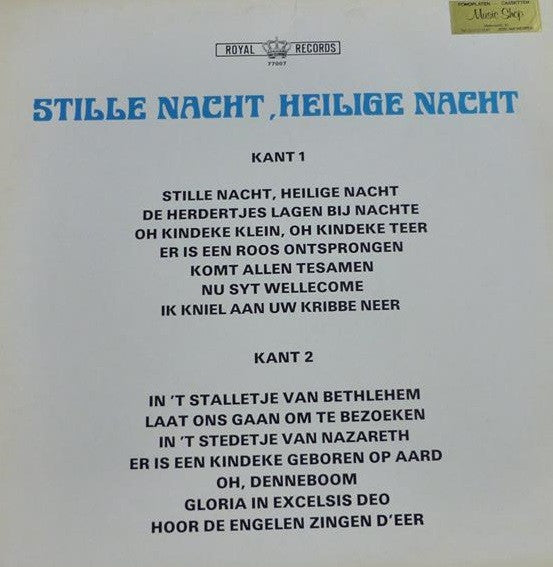 GRAMOPLATEN CASSETTEN
Music Shop
ROYAL RECORDS
77007
STILLE NACHT, HEILIGE NACHT
KANT 1
STILLE NACHT, HEILIGE NACHT
DE HERDERTJES LAGEN BIJ NACHTE
OH KINDEKE KLEIN, OH KINDEKE TEER
ER IS EEN ROOS ONTSPRONGEN
KOMT ALLEN TESAMEN
NU SYT WELLECOME
IK KNIEL AAN UW KRIBBE NEER
KANT 2
IN 'T STALLETJE VAN BETHLEHEM
LAAT ONS GAAN OM TE BEZOEKEN
IN 'T STEDETJE VAN NAZARETH
ER IS EEN KINDEKE GEBOREN OP AARD
OH, DENNEBOOM
GLORIA IN EXCELSIS DEO
HOOR DE ENGELEN ZINGEN D'EER